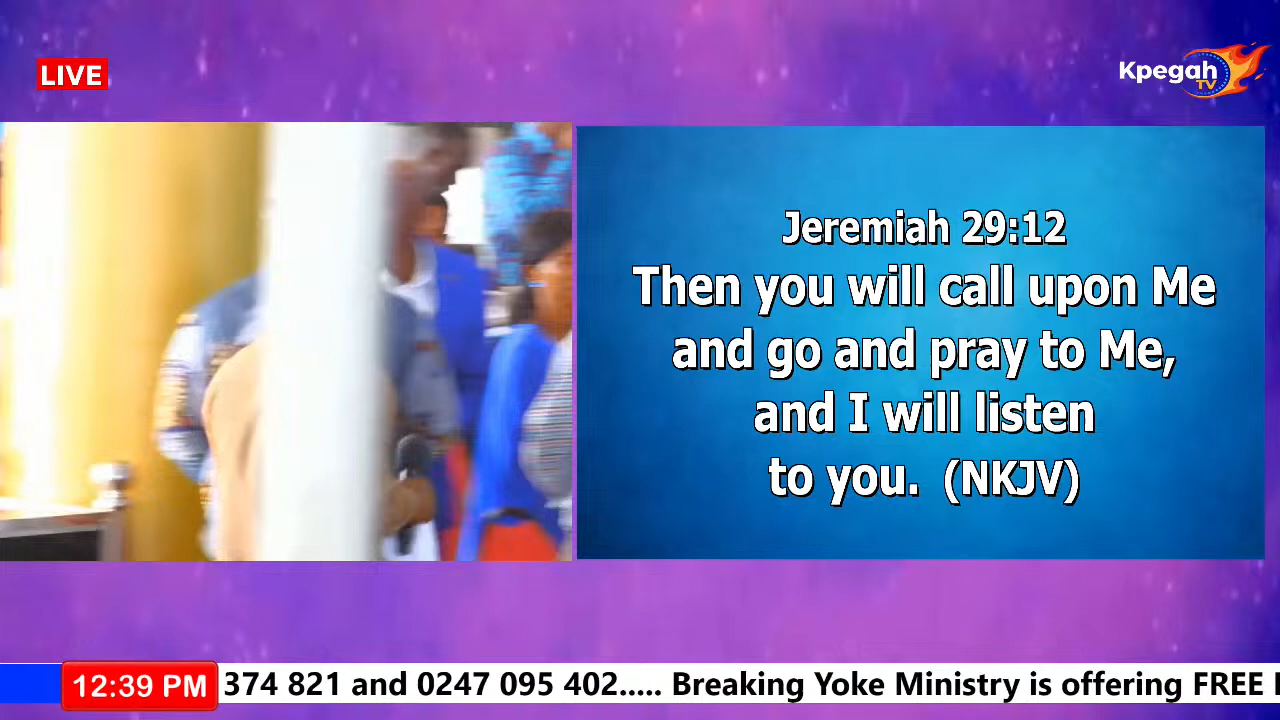 LIVE
Kpegah
TV
Jeremiah 29:12
Then you will call upon Me
and go and pray to Me,
and I will listen
to you. (NKJV)
12:39 PM
374 821 and 0247 095 402..... Breaking Yoke Ministry is offering FREE